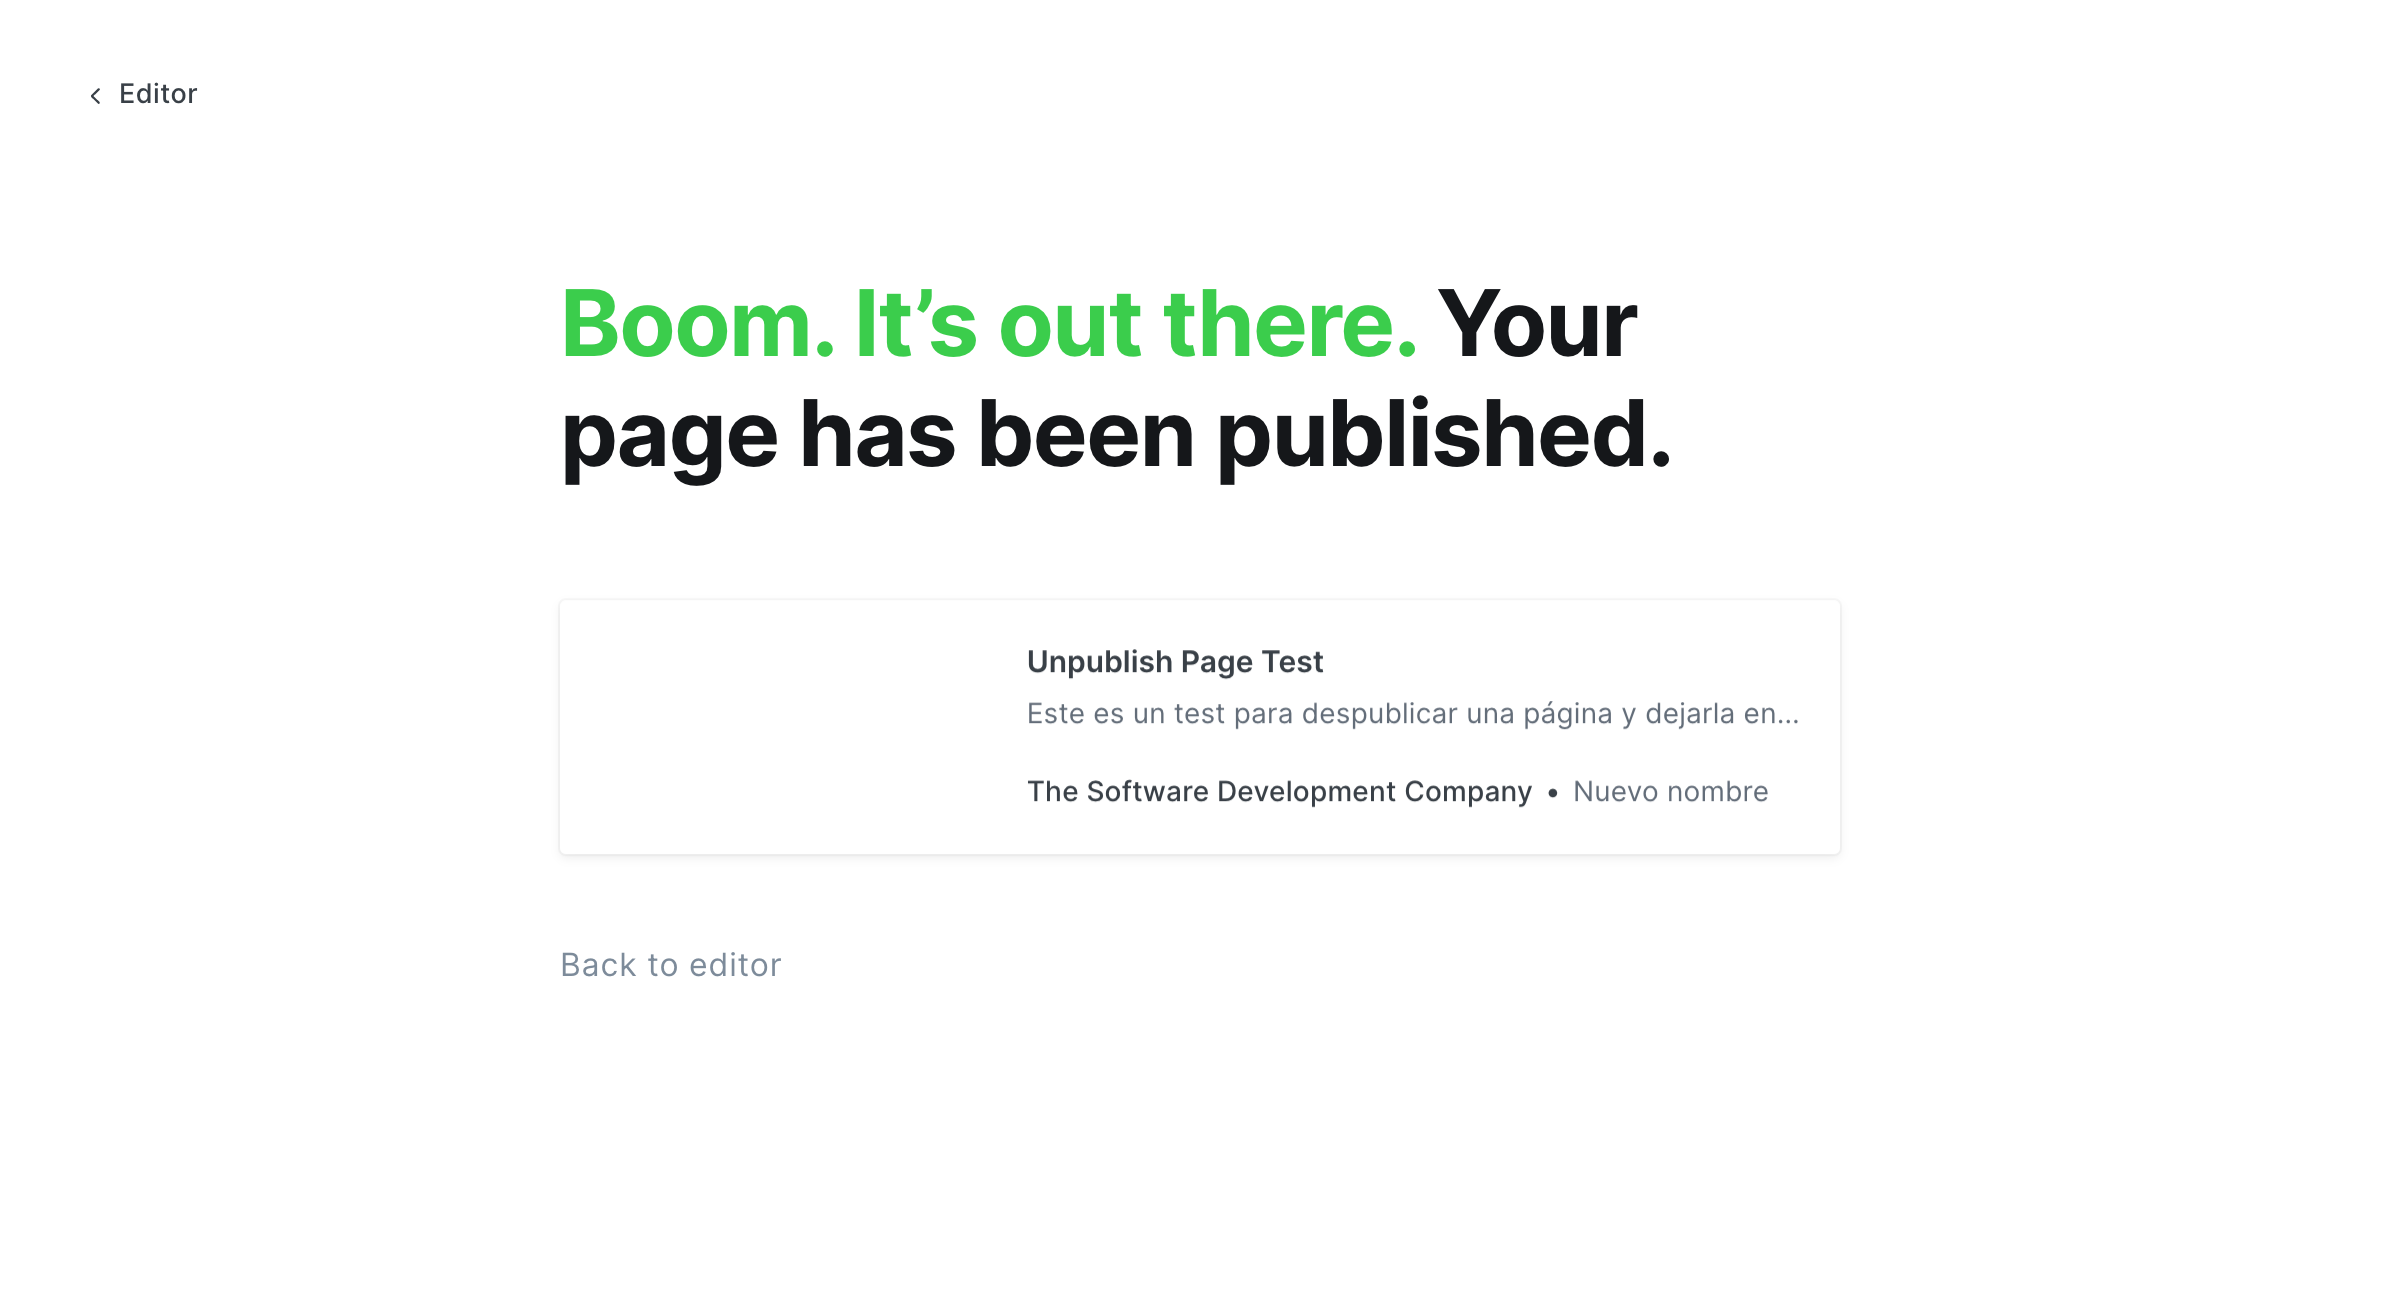 Editor
Boom. It’s out there. Your
page has been published.
Unpublish Page Test
Este es un test para despublicar una página y dejarla en...
The Software Development Company • Nuevo nombre
Back to editor